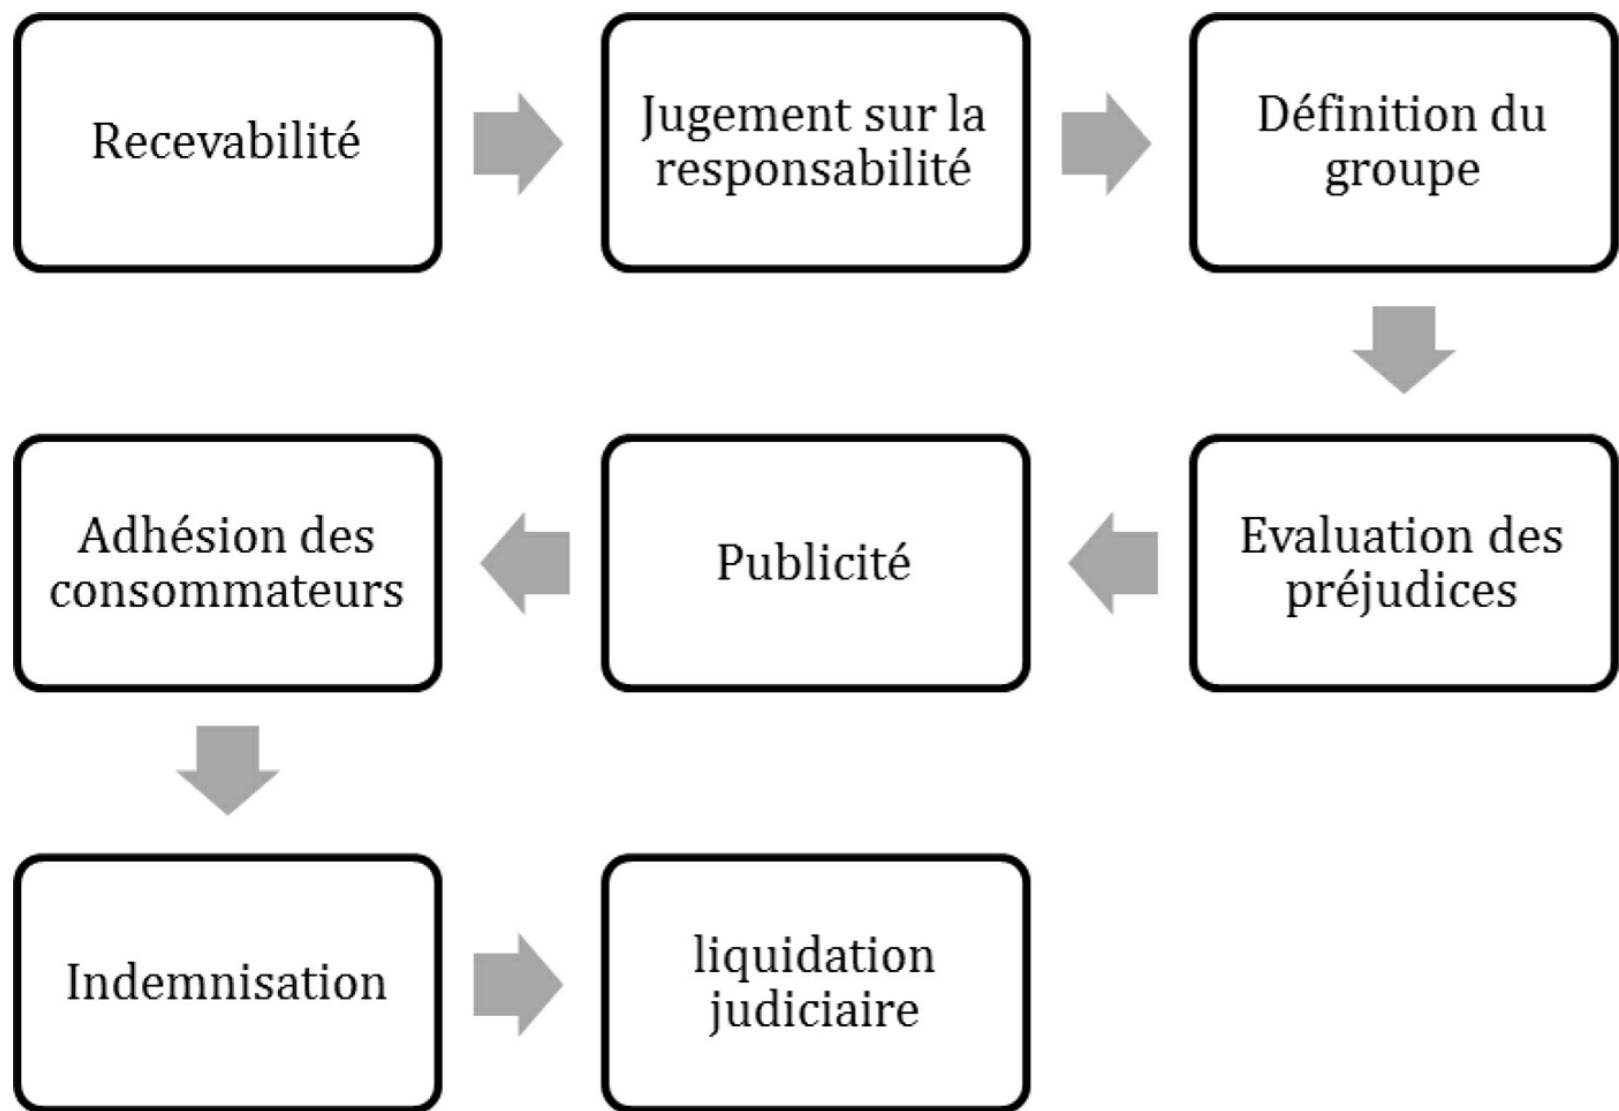 Recevabilité
Jugement sur la
responsabilité
Définition du
groupe
Evaluation des
préjudices
Publicité
Adhésion des
consommateurs
Indemnisation
liquidation
judiciaire